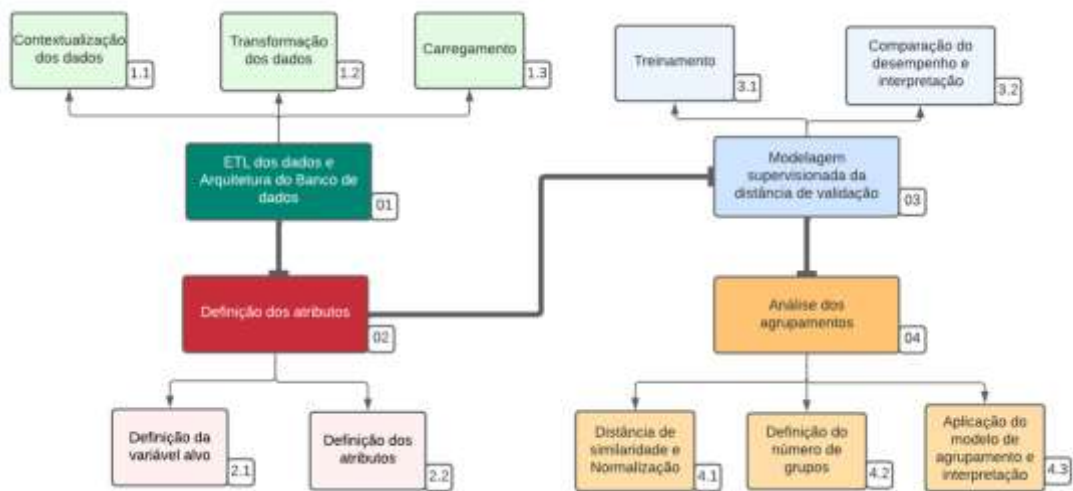 Contextualização
dos dados
1.1
Transformação
dos dados
1.2
Carregamento
1.3
Treinamento
3.1
Comparação do
desempenho e
interpretação
3.2
ETL dos dados e
Arquitetura do Banco de
dados
01
Modelagem
supervisionada da
distância de validação
03
Definição dos atributos
02
Análise dos
agrupamentos
04
Definição da
variável alvo
2.1
Definição dos
atributos
2.2
Distância de
similaridade e
Normalização
4.1
Definição do
número de
grupos
4.2
Aplicação do
modelo de
agrupamento e
interpretação
4.3